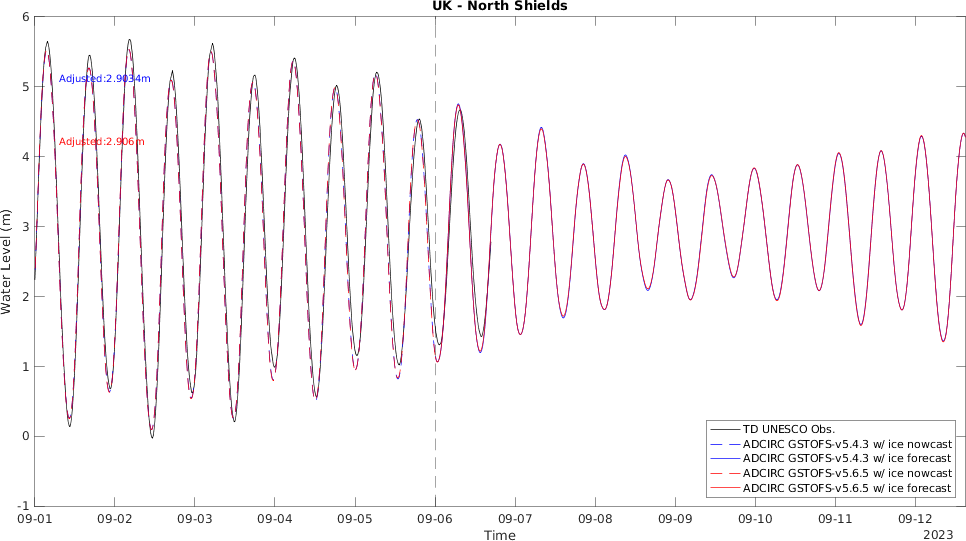 UK - North Shields
6
5
4
3
2
1
0
-1
Water Level (m)
Adjusted:2.9034m
Adjusted:2.906m
TD UNESCO Obs.
ADCIRC GSTOFS-v5.4.3 w/ ice nowcast
ADCIRC GSTOFS-v5.4.3 w/ ice forecast
ADCIRC GSTOFS-v5.6.5 w/ ice nowcast
ADCIRC GSTOFS-v5.6.5 w/ ice forecast
09-01 09-02 09-03 09-04 09-05 09-06 09-07 09-08 09-09 09-10 09-11 09-12
Time
2023